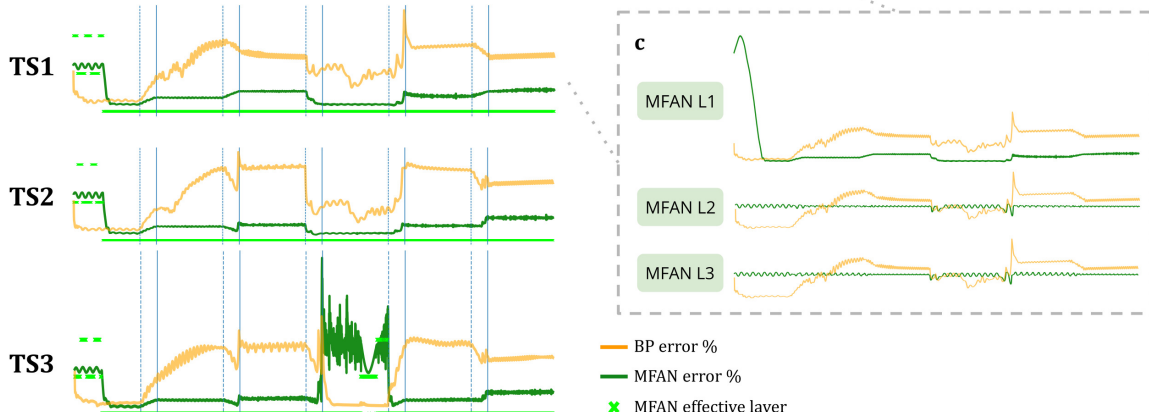 TS1
TS2
TS3
c
MFAN L1
MFAN L2
MFAN L3
BP error %
MFAN error %
MFAN effective layer